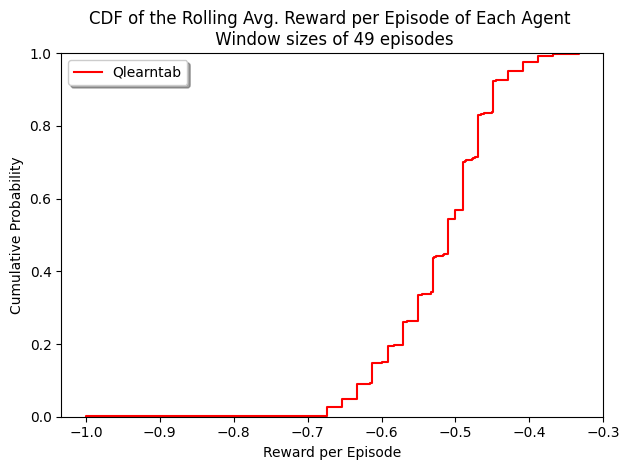 CDF of the Rolling Avg. Reward per Episode of Each Agent
Window sizes of 49 episodes
Qlearntab
Cumulative Probability
1.0
0.8
0.6
0.4
0.2
0.0
−1.0 −0.9 −0.8 −0.7 −0.6 −0.5 −0.4 −0.3
Reward per Episode